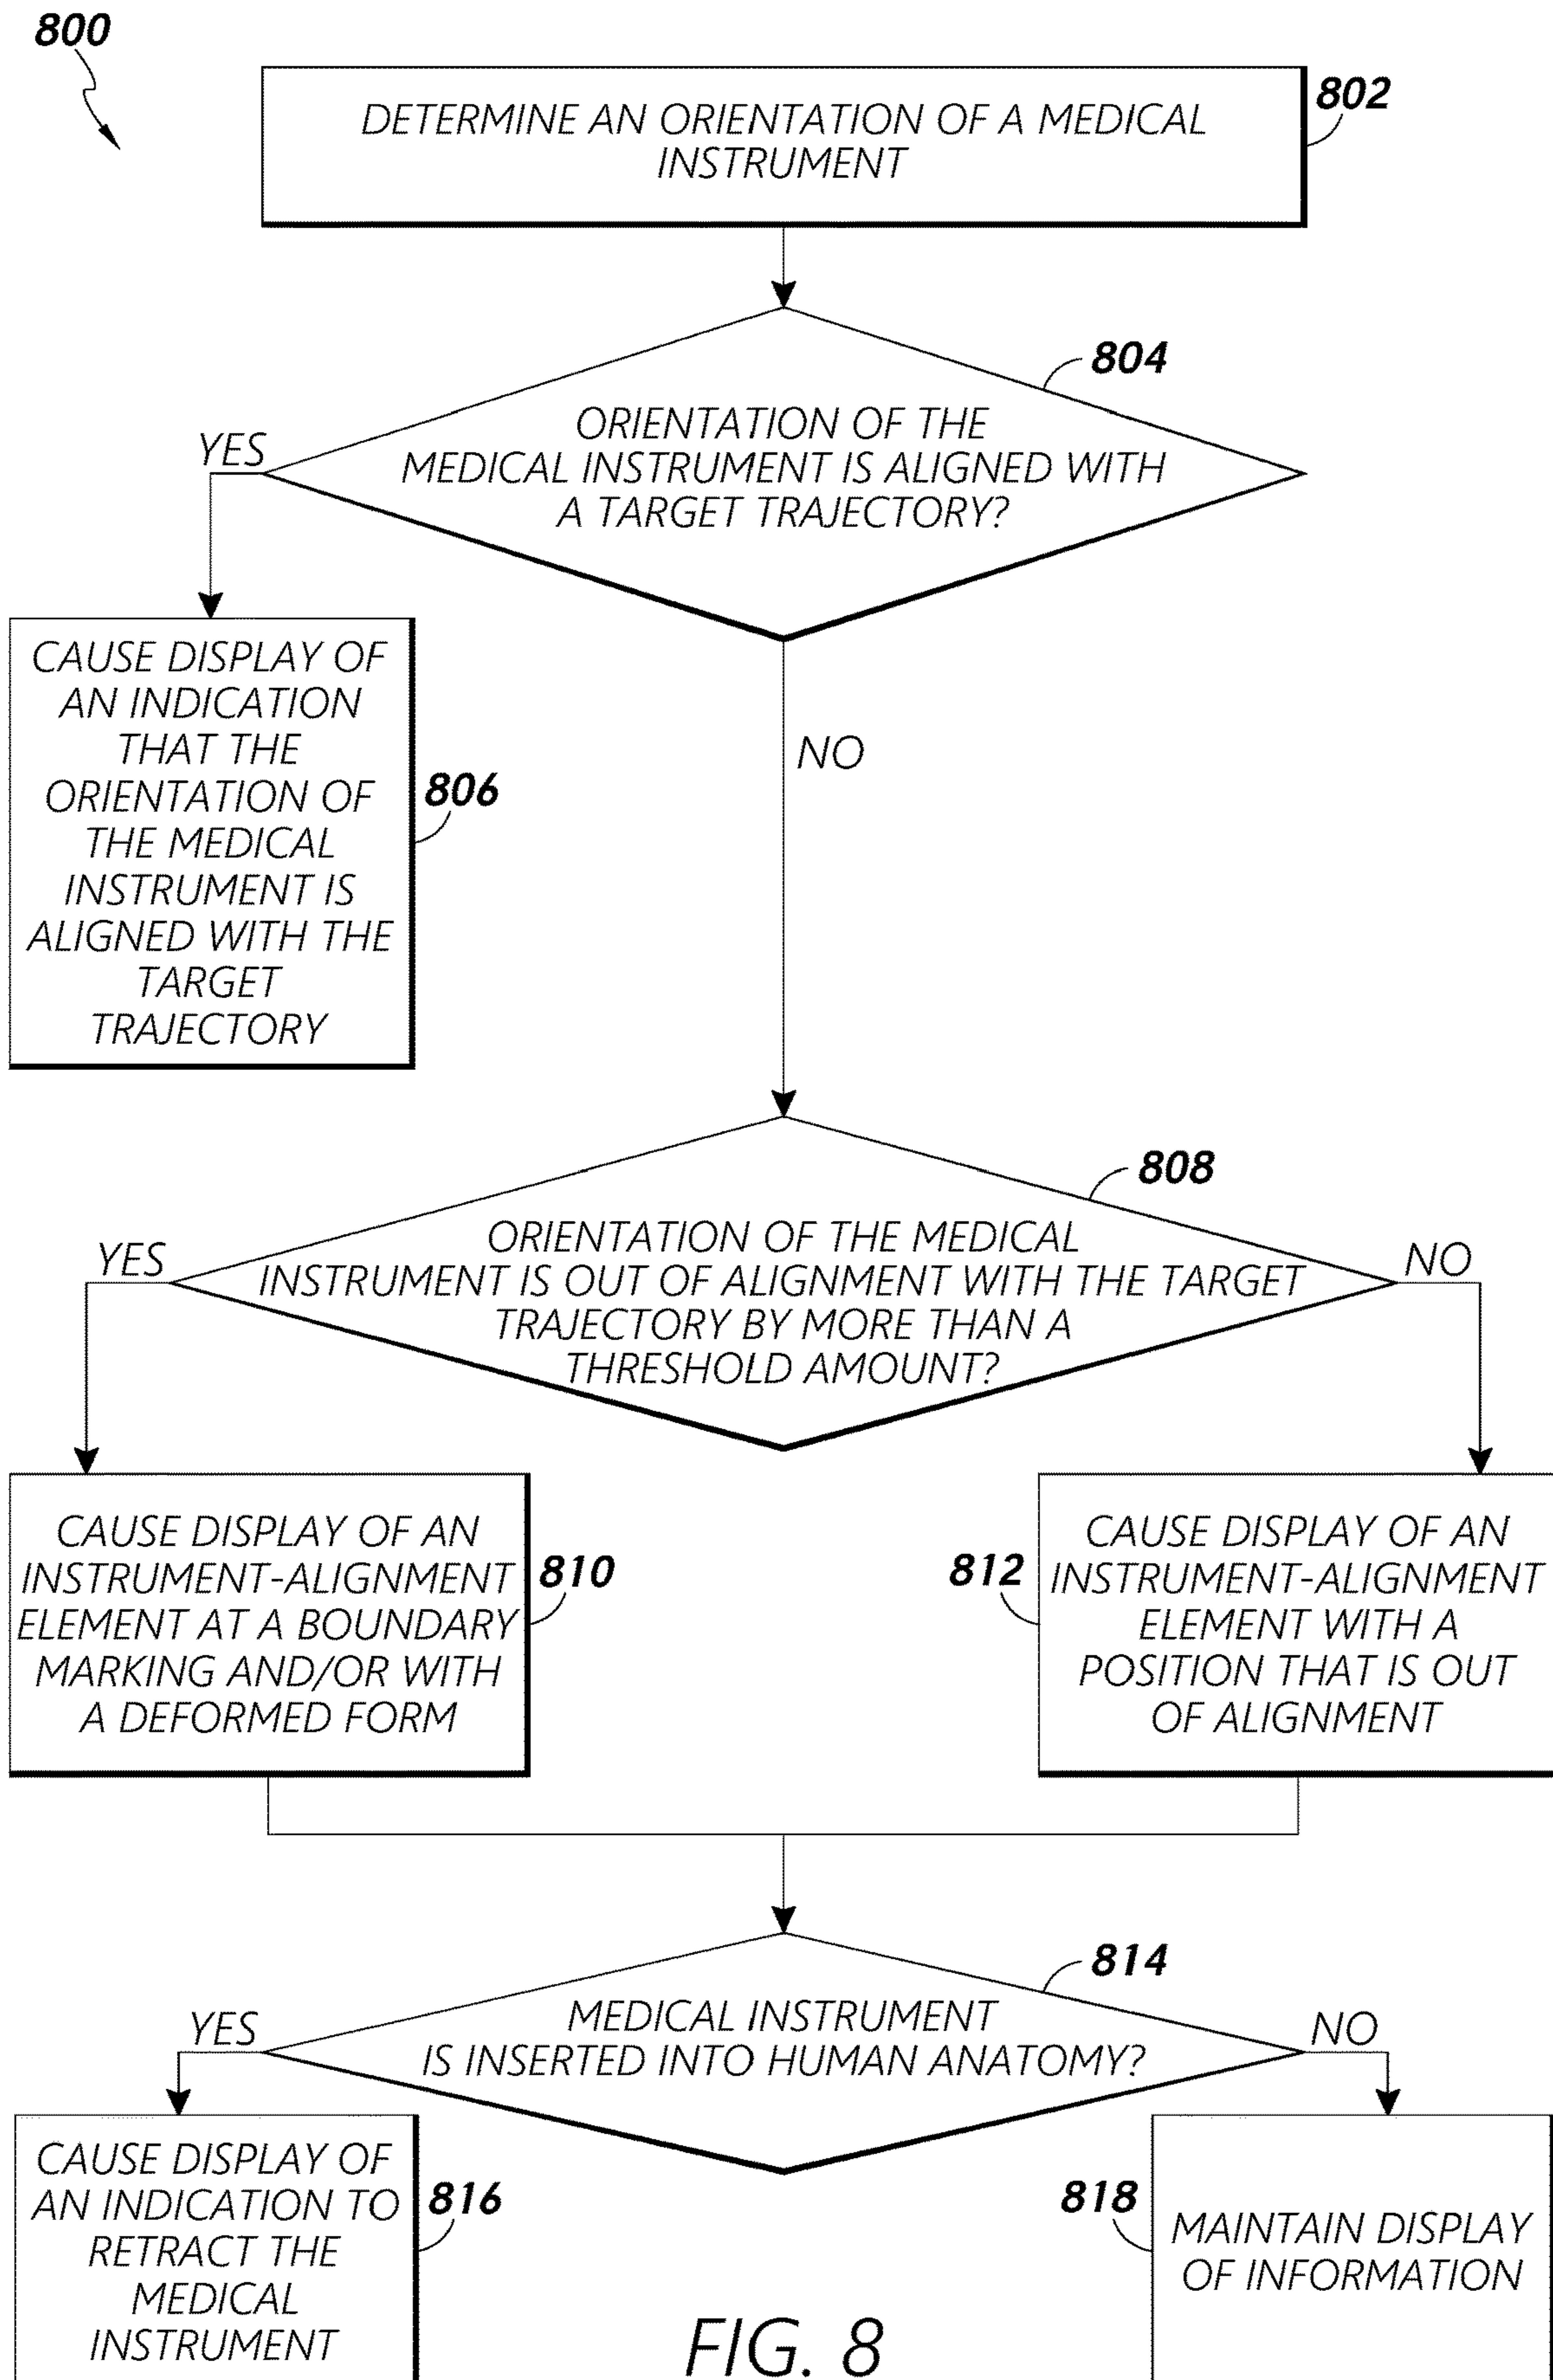 800
802
DETERMINE AN ORIENTATION OF A MEDICAL
INSTRUMENT
804
ORIENTATION OF THE
MEDICAL INSTRUMENT IS ALIGNED WITH
A TARGET TRAJECTORY?
YES
NO
CAUSE DISPLAY OF
AN INDICATION
THAT THE
ORIENTATION OF
THE MEDICAL
INSTRUMENT IS
ALIGNED WITH THE
TARGET
TRAJECTORY
806
808
ORIENTATION OF THE MEDICAL
INSTRUMENT IS OUT OF ALIGNMENT WITH THE TARGET
TRAJECTORY BY MORE THAN A
THRESHOLD AMOUNT?
YES
NO
CAUSE DISPLAY OF AN
INSTRUMENT-ALIGNMENT
ELEMENT AT A BOUNDARY
MARKING AND/OR WITH
A DEFORMED FORM
810
812
CAUSE DISPLAY OF AN
INSTRUMENT-ALIGNMENT
ELEMENT WITH A
POSITION THAT IS OUT
OF ALIGNMENT
814
MEDICAL INSTRUMENT
IS INSERTED INTO HUMAN ANATOMY?
YES
NO
CAUSE DISPLAY OF
AN INDICATION TO
RETRACT THE
MEDICAL
INSTRUMENT
816
818
MAINTAIN DISPLAY
OF INFORMATION
FIG. 8